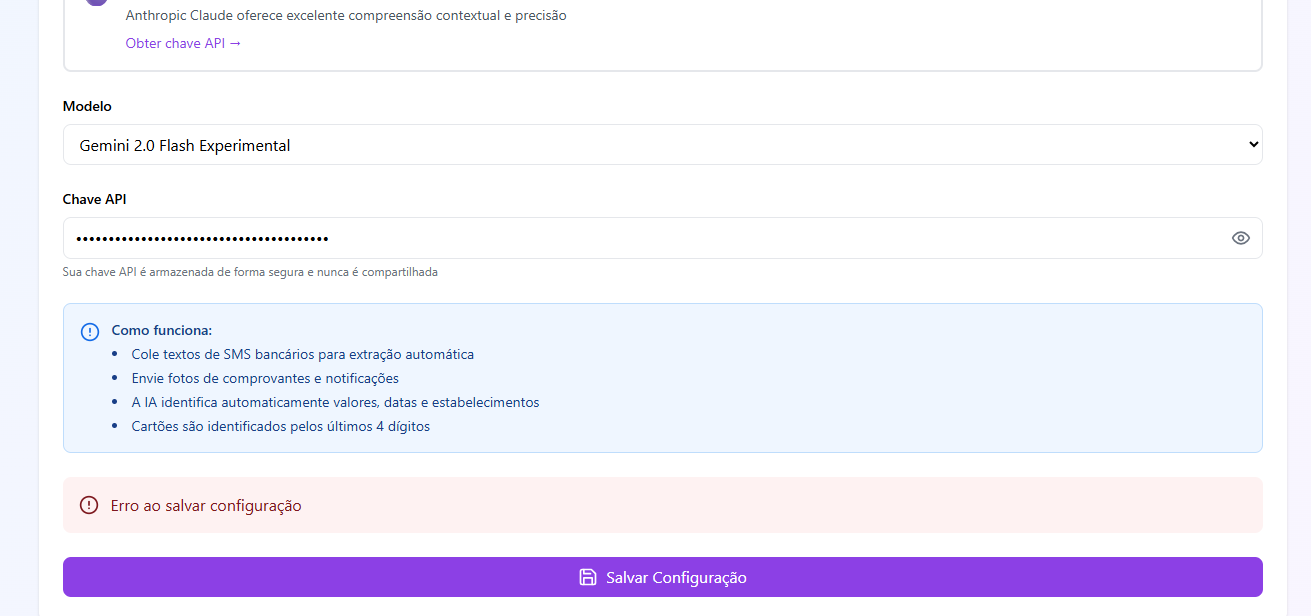 Anthropic Claude oferece excelente compreensão contextual e precisão
Obter chave API →
Modelo
Gemini 2.0 Flash Experimental
Chave API
•••••••••••••••••••••••••••••••••••••••
Sua chave API é armazenada de forma segura e nunca é compartilhada
Como funciona:
• Cole textos de SMS bancários para extração automática
• Envie fotos de comprovantes e notificações
• A IA identifica automaticamente valores, datas e estabelecimentos
• Cartões são identificados pelos últimos 4 dígitos
Erro ao salvar configuração
Salvar Configuração